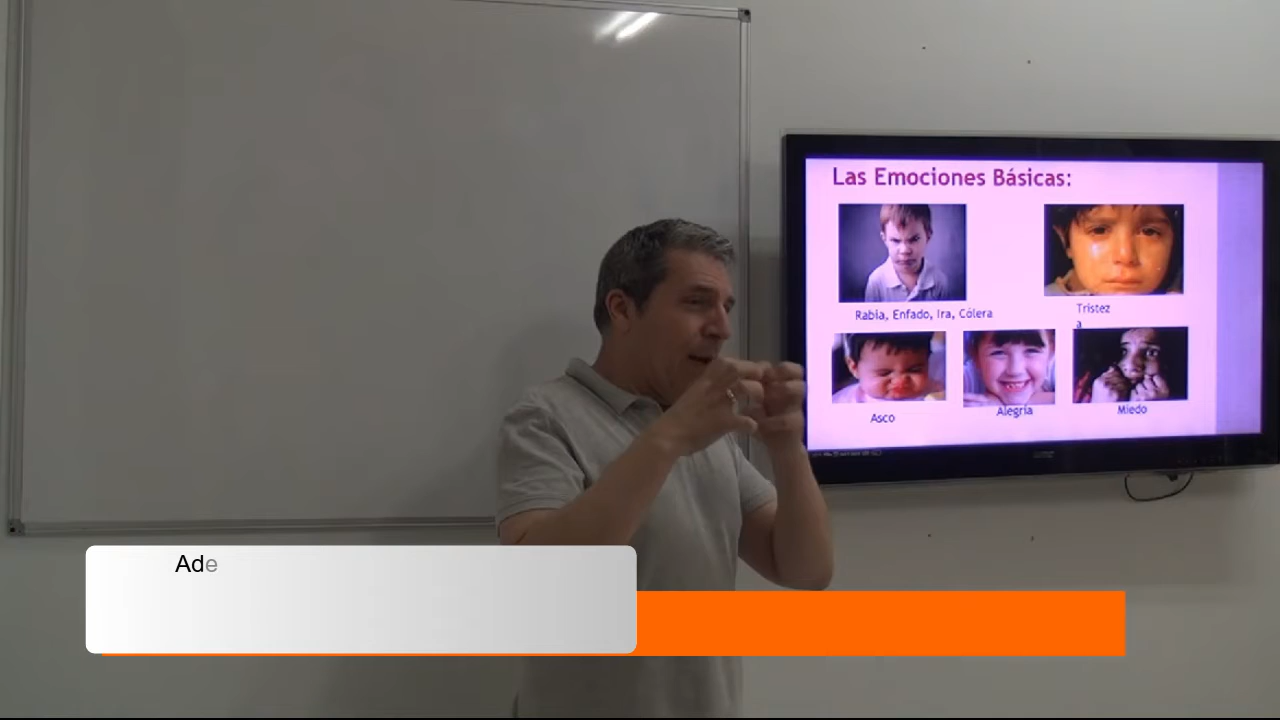 Las Emociones Básicas:
Rabia, Enfado, Ira, Cólera
Tristez
a
Asco
Alegría
Miedo
Ade